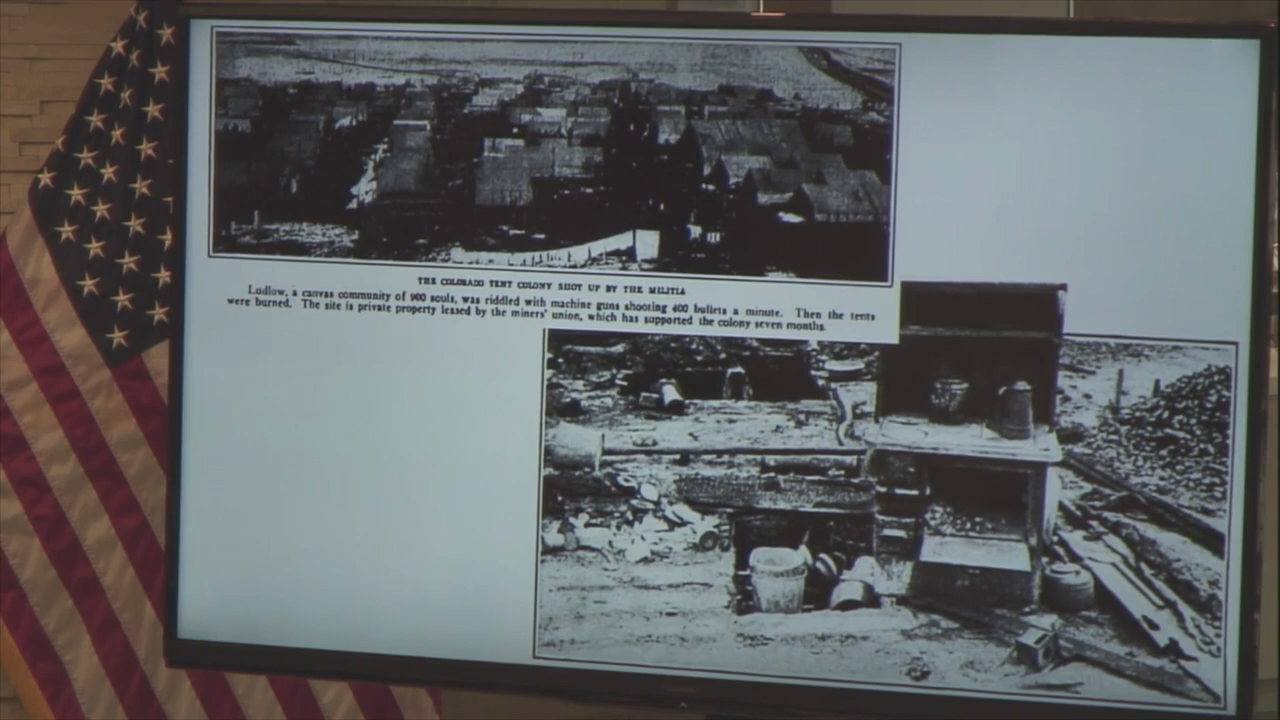 THE COLORADO TENT COLONY SHOT UP BY THE MILITIA
Ludlow, a canvas community of 900 souls, was riddled with machine guns shooting 400 bullets a minute. Then the tents
were burned. The site is private property leased by the miners' union, which has supported the colony seven months.